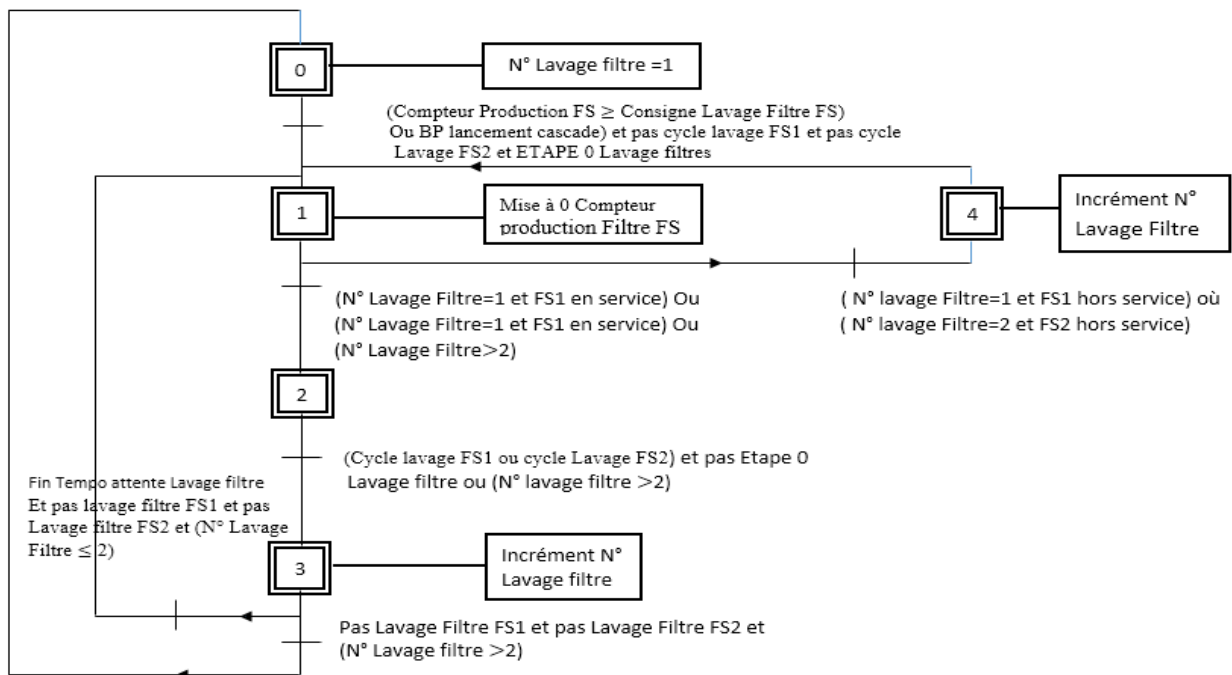 0
N° Lavage filtre =1
(Compteur Production FS ≥ Consigne Lavage Filtre FS)
Ou BP lancement cascade) et pas cycle lavage FS1 et pas cycle
Lavage FS2 et ETAPE 0 Lavage filtres
1
Mise à 0 Compteur
production Filtre FS
4
Incrément N°
Lavage Filtre
(N° Lavage Filtre=1 et FS1 en service) Ou
(N° Lavage Filtre=1 et FS1 en service) Ou
(N° Lavage Filtre>2)
( N° lavage Filtre=1 et FS1 hors service) où
( N° lavage Filtre=2 et FS2 hors service)
2
(Cycle lavage FS1 ou cycle Lavage FS2) et pas Etape 0
Lavage filtre ou (N° lavage filtre >2)
Fin Tempo attente Lavage filtre
Et pas lavage filtre FS1 et pas
Lavage filtre FS2 et (N° Lavage
Filtre ≤ 2)
3
Incrément N°
Lavage filtre
Pas Lavage Filtre FS1 et pas Lavage Filtre FS2 et
(N° Lavage filtre >2)